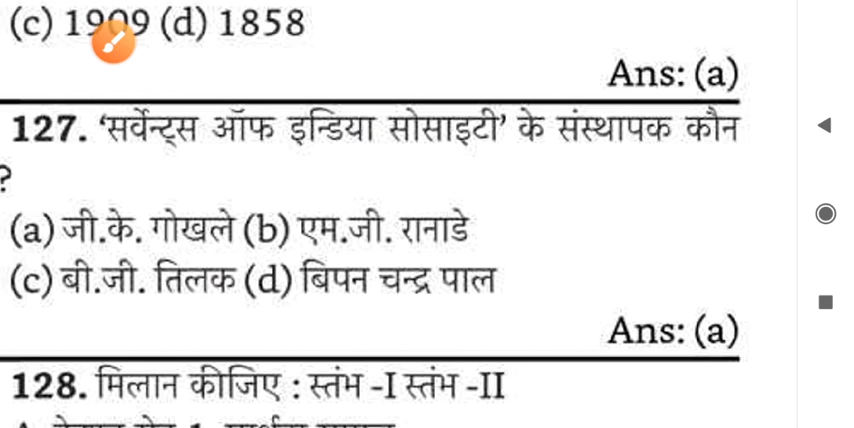 (c) 1909 (d) 1858
Ans: (a)
127. ‘सर्वेन्ट्स ऑफ इन्डिया सोसाइटी’ के संस्थापक कौन
?
(a) जी.के. गोखले (b) एम.जी. रानाडे
(c) बी.जी. तिलक (d) बिपन चन्द्र पाल
Ans: (a)
128. मिलान कीजिए : स्तंभ -I स्तंभ -II